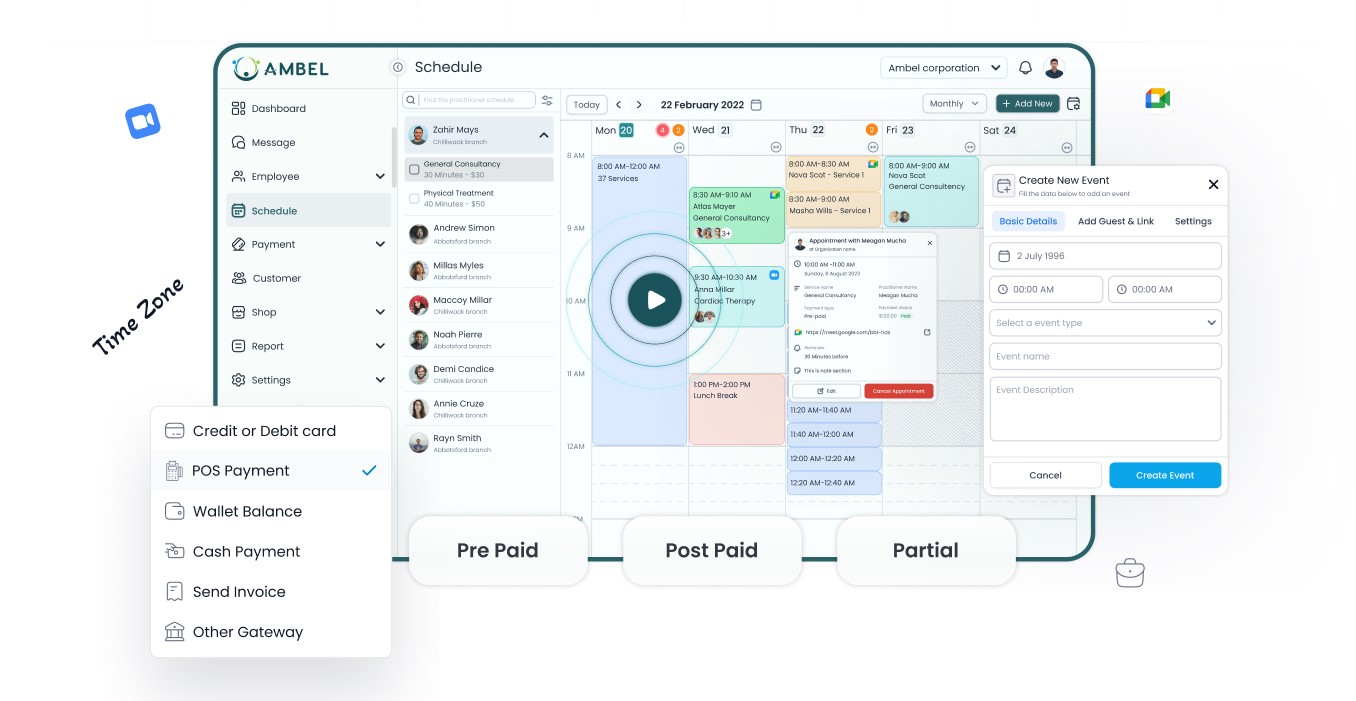 AMBEL
Schedule
Ambel corporation
Dashboard
Message
Employee
Schedule
Payment
Customer
Shop
Report
Settings
Time Zone
Find the practitioner schedule
Zahir Mays
Chilliwack branch
General Consultancy
30 Minutes - $30
Physical Treatment
40 Minutes - $50
Andrew Simon
Abbotsford branch
Millas Myles
Abbotsford branch
Maccoy Millar
Chilliwack branch
Noah Pierre
Abbotsford branch
Demi Candice
Chilliwack branch
Annie Cruze
Chilliwack branch
Rayn Smith
Abbotsford branch
Today
22 February 2022
Monthly
+ Add New
Mon 20
4
2
Wed 21
Thu 22
2
Fri 23
Sat 24
8 AM
9 AM
10 AM
11 AM
12AM
8:00 AM-12:00 AM
37 Services
8:30 AM-9:10 AM
Atlas Mayer
General Consultancy
3+
9:30 AM-10:30 AM
Anna Millar
Cardiac Therapy
1:00 PM-2:00 PM
Lunch Break
8:00 AM-8:30 AM
Nova Scot - Service 1
8:30 AM-9:00 AM
Masha Wills - Service 1
8:00 AM-9:00 AM
Nova Scot
General Consultency
Appointment with Meagan Mucha
at Organization name
10:00 AM -11:00 AM
Sunday, 8 August 2023
Service Name
Practitioner Name
General Consultancy
Meagan Mucha
Payment type
Payment status
Pre-paid
$132.00
Paid
https://meet.google.com/bbr-hzx
Reminder
30 Minutes Before
This is note section
Edit
Cancel Appointment
11:20 AM-11:40 AM
11:40 AM-12:00 AM
12:00 AM-12:20 AM
12:20 AM-12:40 AM
Create New Event
Fill the data below to add an event
Basic Details
Add Guest & Link
Settings
2 July 1996
00:00 AM
00:00 AM
Select a event type
Event name
Event Description
Cancel
Create Event
Credit or Debit card
POS Payment
Wallet Balance
Cash Payment
Send Invoice
Other Gateway
Pre Paid
Post Paid
Partial